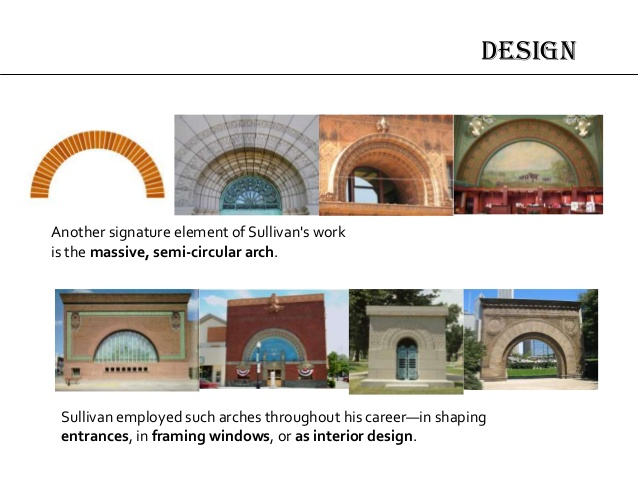 DESIGN
Another signature element of Sullivan's work
is the massive, semi-circular arch.
Sullivan employed such arches throughout his career—in shaping
entrances, in framing windows, or as interior design.